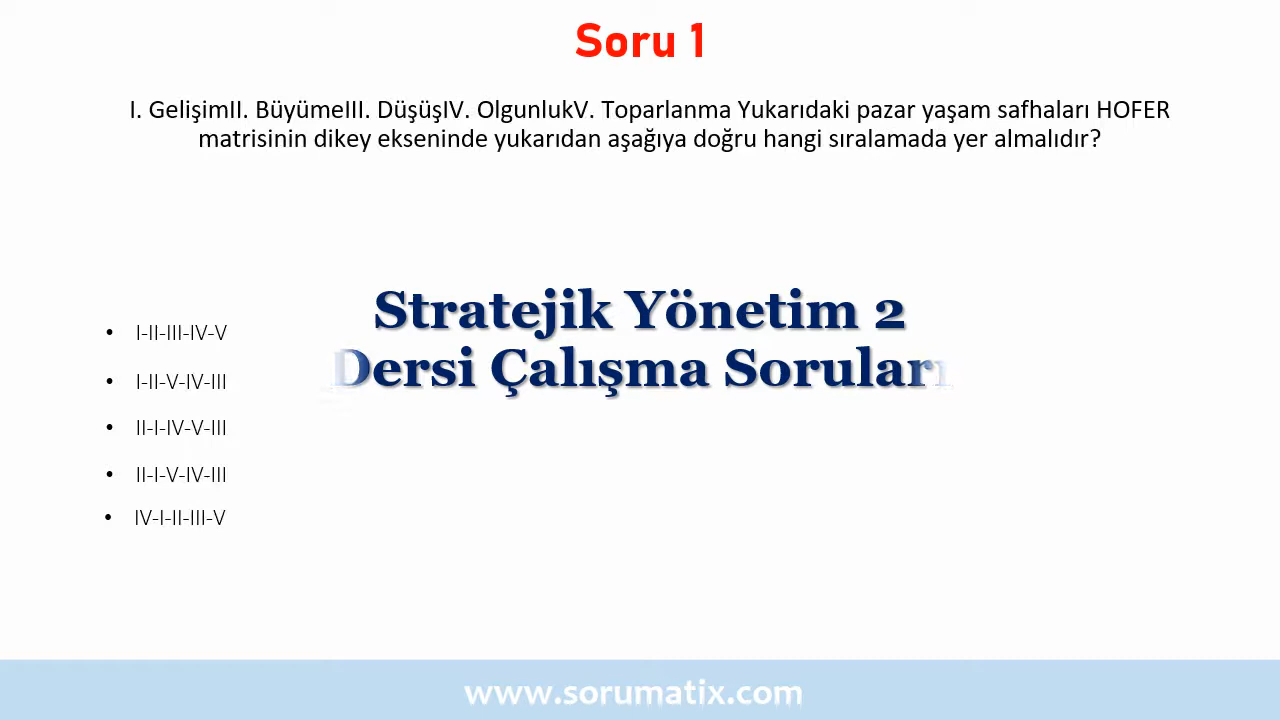 Soru 1
I. GelişimII. BüyümeIII. DüşüşIV. OlgunlukV. Toparlanma Yukarıdaki pazar yaşam safhaları HOFER
matrisinin dikey ekseninde yukarıdan aşağıya doğru hangi sıralamada yer almalıdır?
Stratejik Yönetim 2
Dersi Çalışma Soruları
• I-II-III-IV-V
• I-II-V-IV-III
• II-I-IV-V-III
• II-I-V-IV-III
• IV-I-II-III-V
www.sorumatix.com